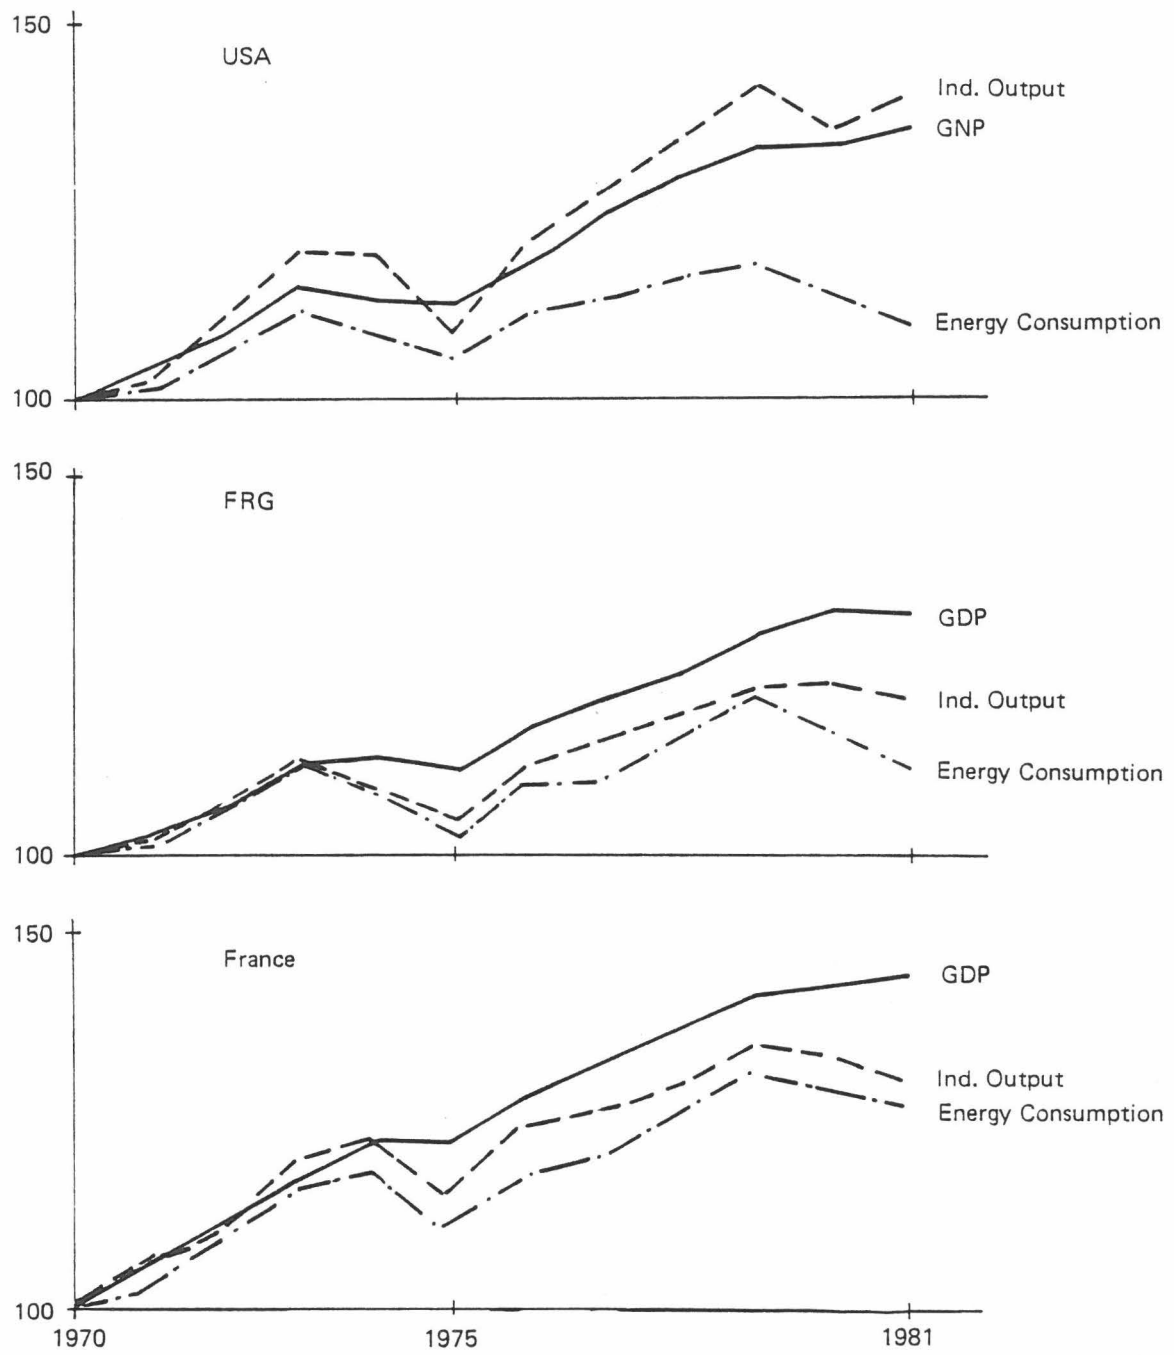 150
USA
Ind. Output
GNP
Energy Consumption
100
150
FRG
GDP
Ind. Output
Energy Consumption
100
150
France
GDP
Ind. Output
Energy Consumption
100
1970 1975 1981